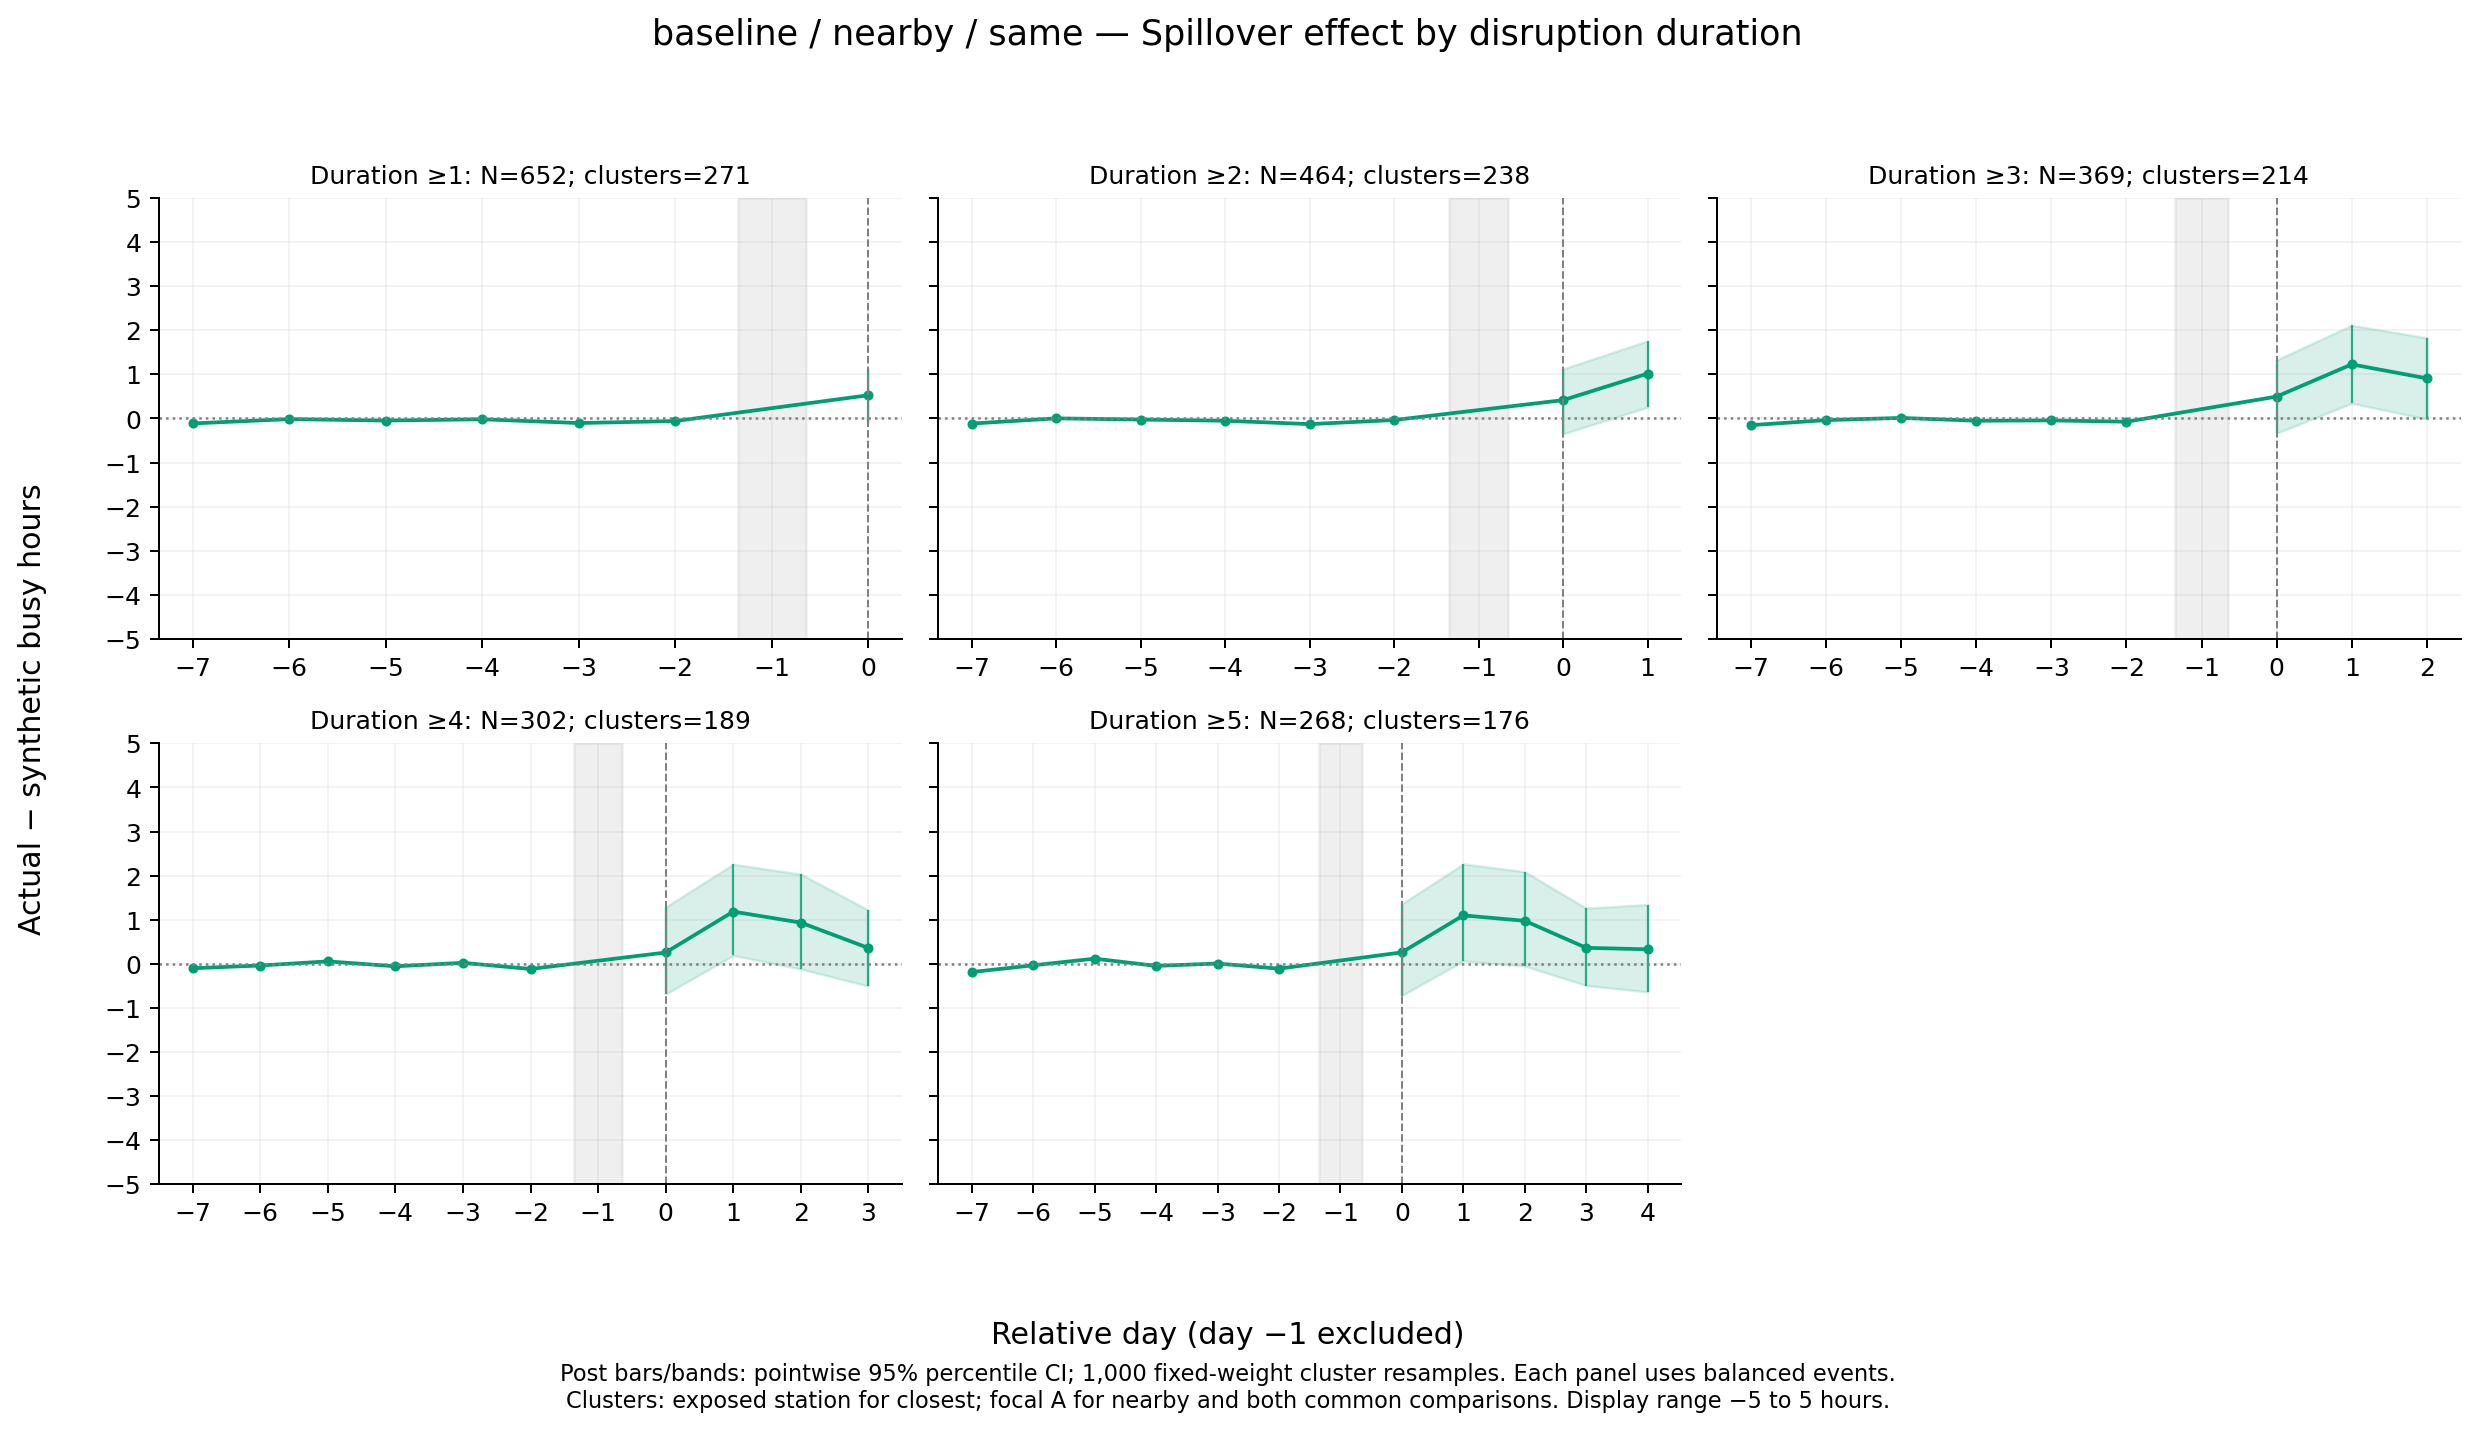 baseline / nearby / same — Spillover effect by disruption duration
Duration ≥1: N=652; clusters=271
Duration ≥2: N=464; clusters=238
Duration ≥3: N=369; clusters=214
5
4
3
2
1
0
−1
−2
−3
−4
−5
−7 −6 −5 −4 −3 −2 −1 0
−7 −6 −5 −4 −3 −2 −1 0 1
−7 −6 −5 −4 −3 −2 −1 0 1 2
Actual − synthetic busy hours
Duration ≥4: N=302; clusters=189
Duration ≥5: N=268; clusters=176
5
4
3
2
1
0
−1
−2
−3
−4
−5
−7 −6 −5 −4 −3 −2 −1 0 1 2 3
−7 −6 −5 −4 −3 −2 −1 0 1 2 3 4
Relative day (day −1 excluded)
Post bars/bands: pointwise 95% percentile CI; 1,000 fixed-weight cluster resamples. Each panel uses balanced events.
Clusters: exposed station for closest; focal A for nearby and both common comparisons. Display range −5 to 5 hours.